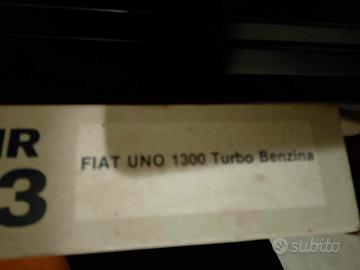 IR
3
FIAT UNO 1300 Turbo Benzina
subito